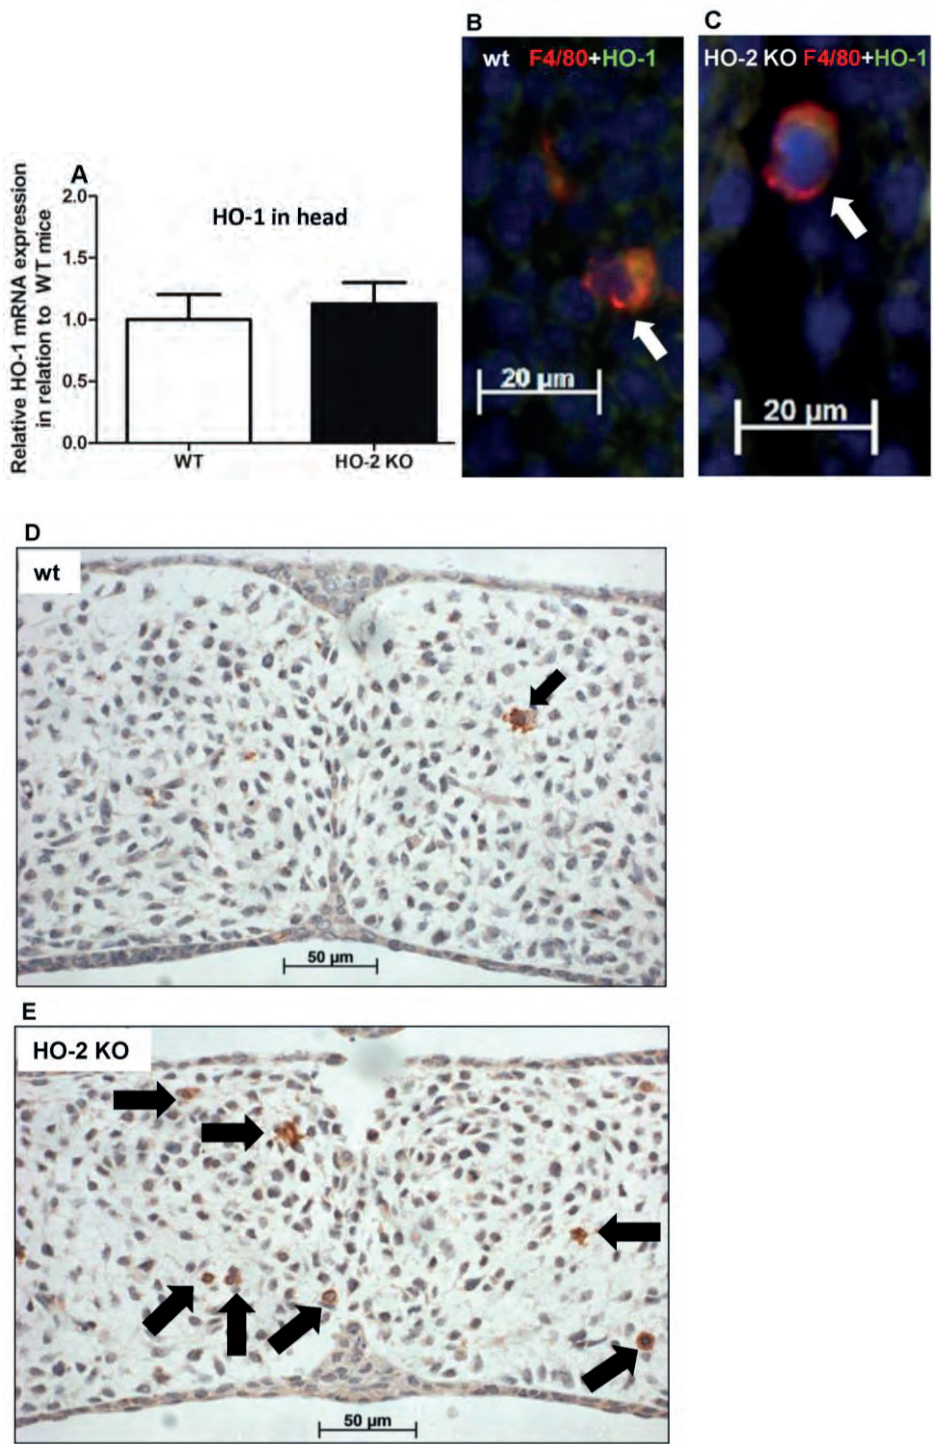 A
Relative HO-1 mRNA expression
in relation to WT mice
HO-1 in head
2.0
1.5
1.0
0.5
0.0
WT
HO-2 KO
B
wt F4/80+HO-1
20 µm
C
HO-2 KO F4/80+HO-1
20 µm
D
wt
50 µm
E
HO-2 KO
50 µm